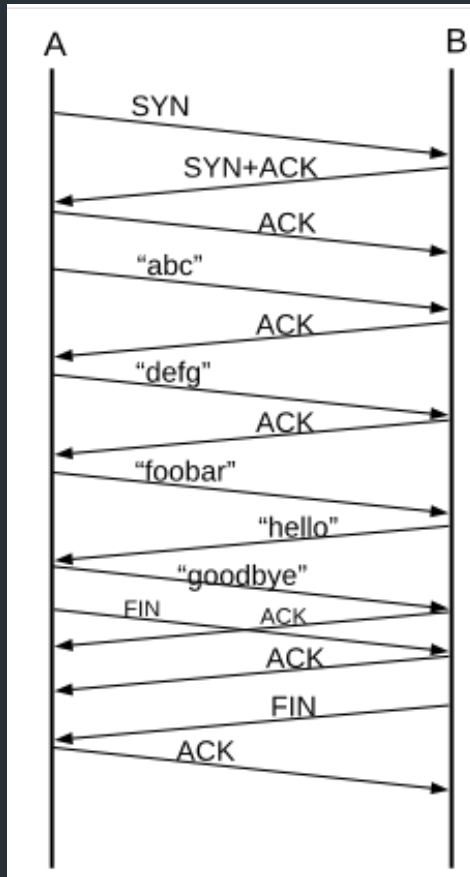 A
B
SYN
SYN+ACK
ACK
“abc”
ACK
“defg”
ACK
“foobar”
“hello”
“goodbye”
FIN
ACK
ACK
FIN
ACK